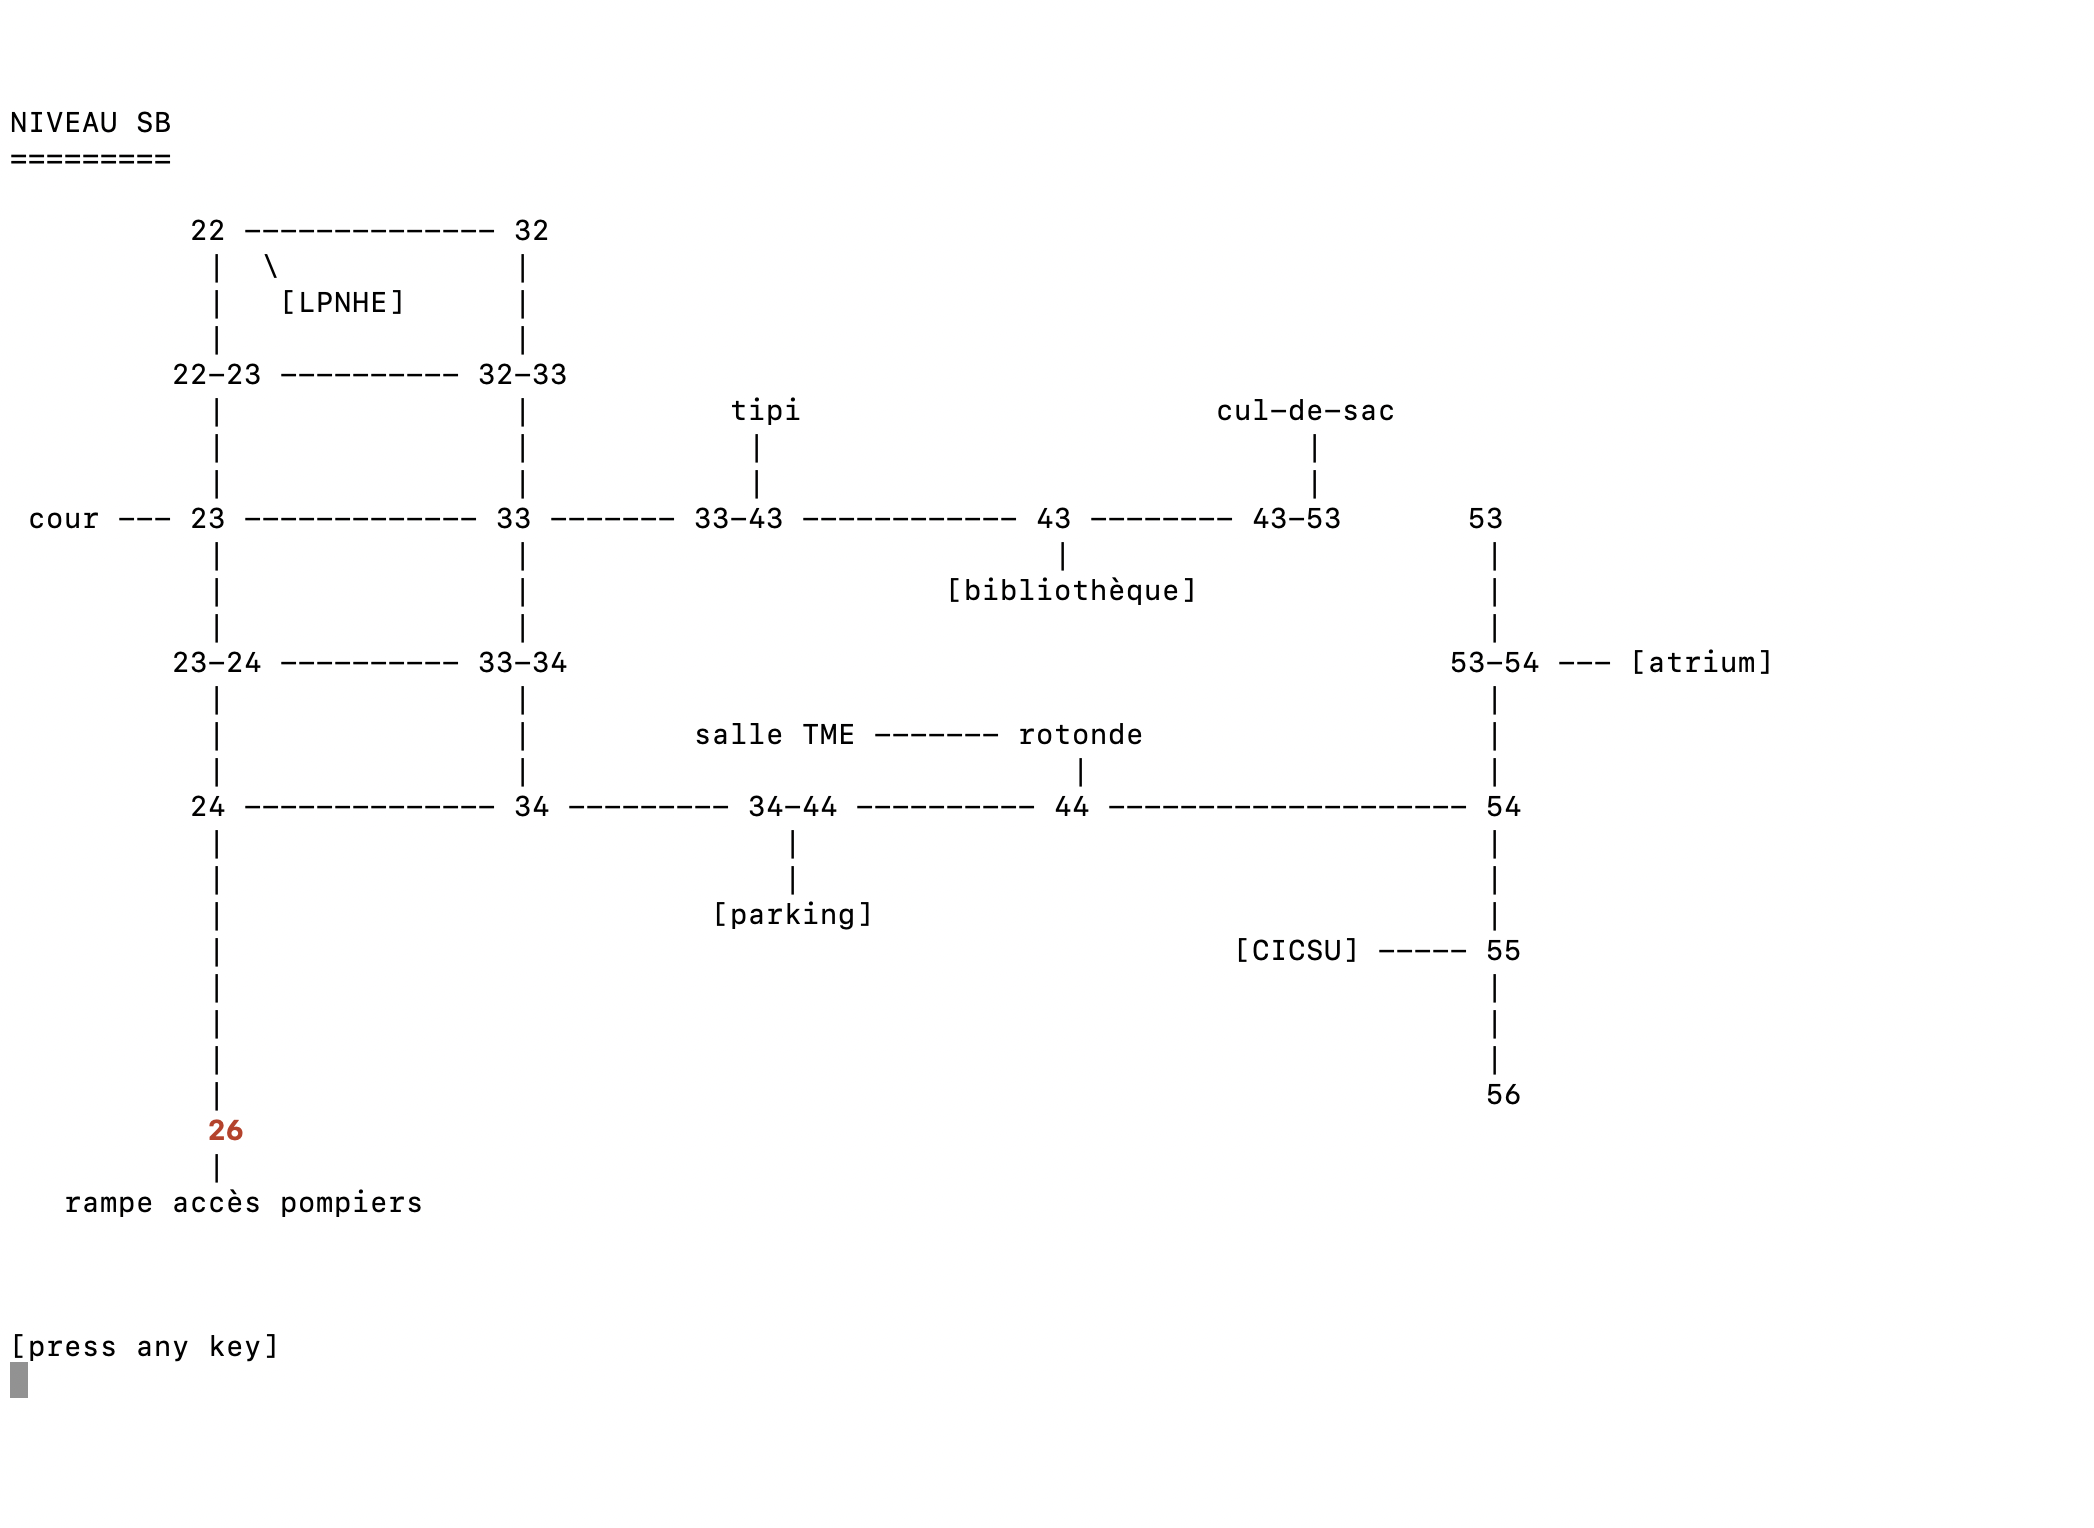 NIVEAU SB
=========
22 -------------- 32
|  \             |
|   [LPNHE]      |
|                |
22-23 ---------- 32-33
|                |            tipi                       cul-de-sac
|                |             |                              |
|                |             |                              |
cour --- 23 ------------- 33 ------- 33-43 ------------ 43 -------- 43-53       53
|                |                             |                       |
|                |                       [bibliothèque]                |
|                |                                                     |
23-24 ---------- 33-34                                                53-54 --- [atrium]
|                |                                                     |
|                |         salle TME ------- rotonde                   |
|                |                              |                      |
24 -------------- 34 --------- 34-44 ---------- 44 -------------------- 54
|                               |                                      |
|                               |                                      |
|                           [parking]                                  |
|                                                        [CICSU] ----- 55
|                                                                      |
|                                                                      |
|                                                                      |
|                                                                      56
26
|
rampe accès pompiers
[press any key]